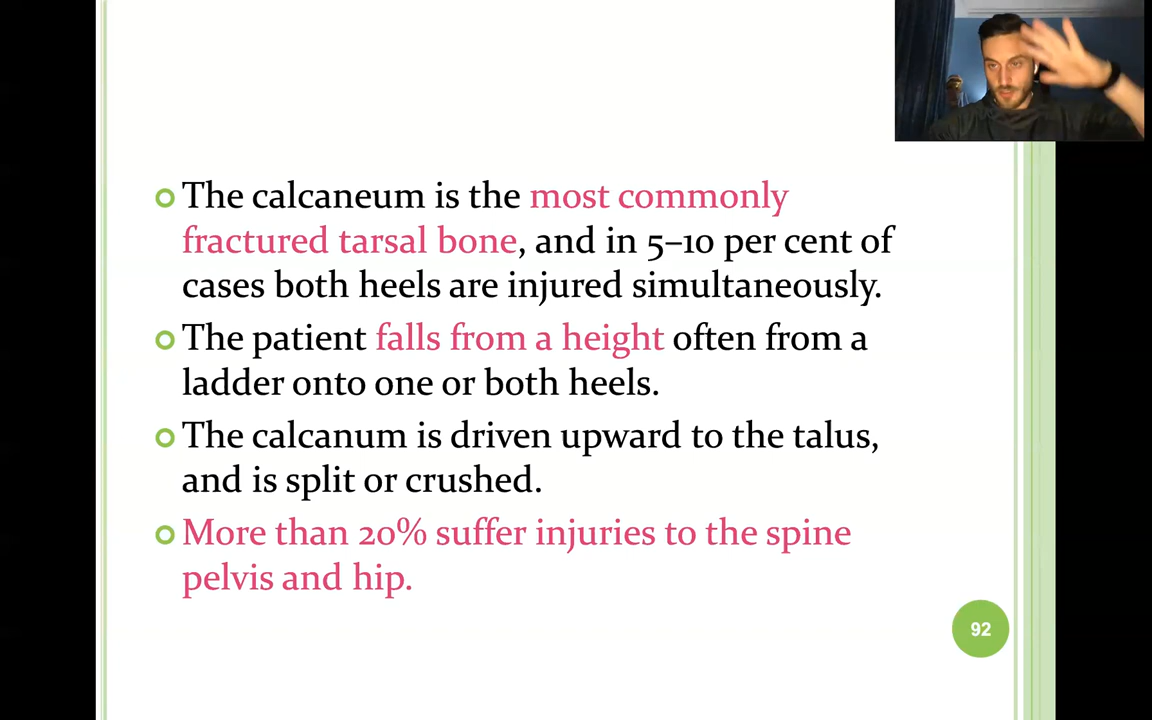 The calcaneum is the most commonly
fractured tarsal bone, and in 5–10 per cent of
cases both heels are injured simultaneously.
The patient falls from a height often from a
ladder onto one or both heels.
The calcanum is driven upward to the talus,
and is split or crushed.
More than 20% suffer injuries to the spine
pelvis and hip.
92